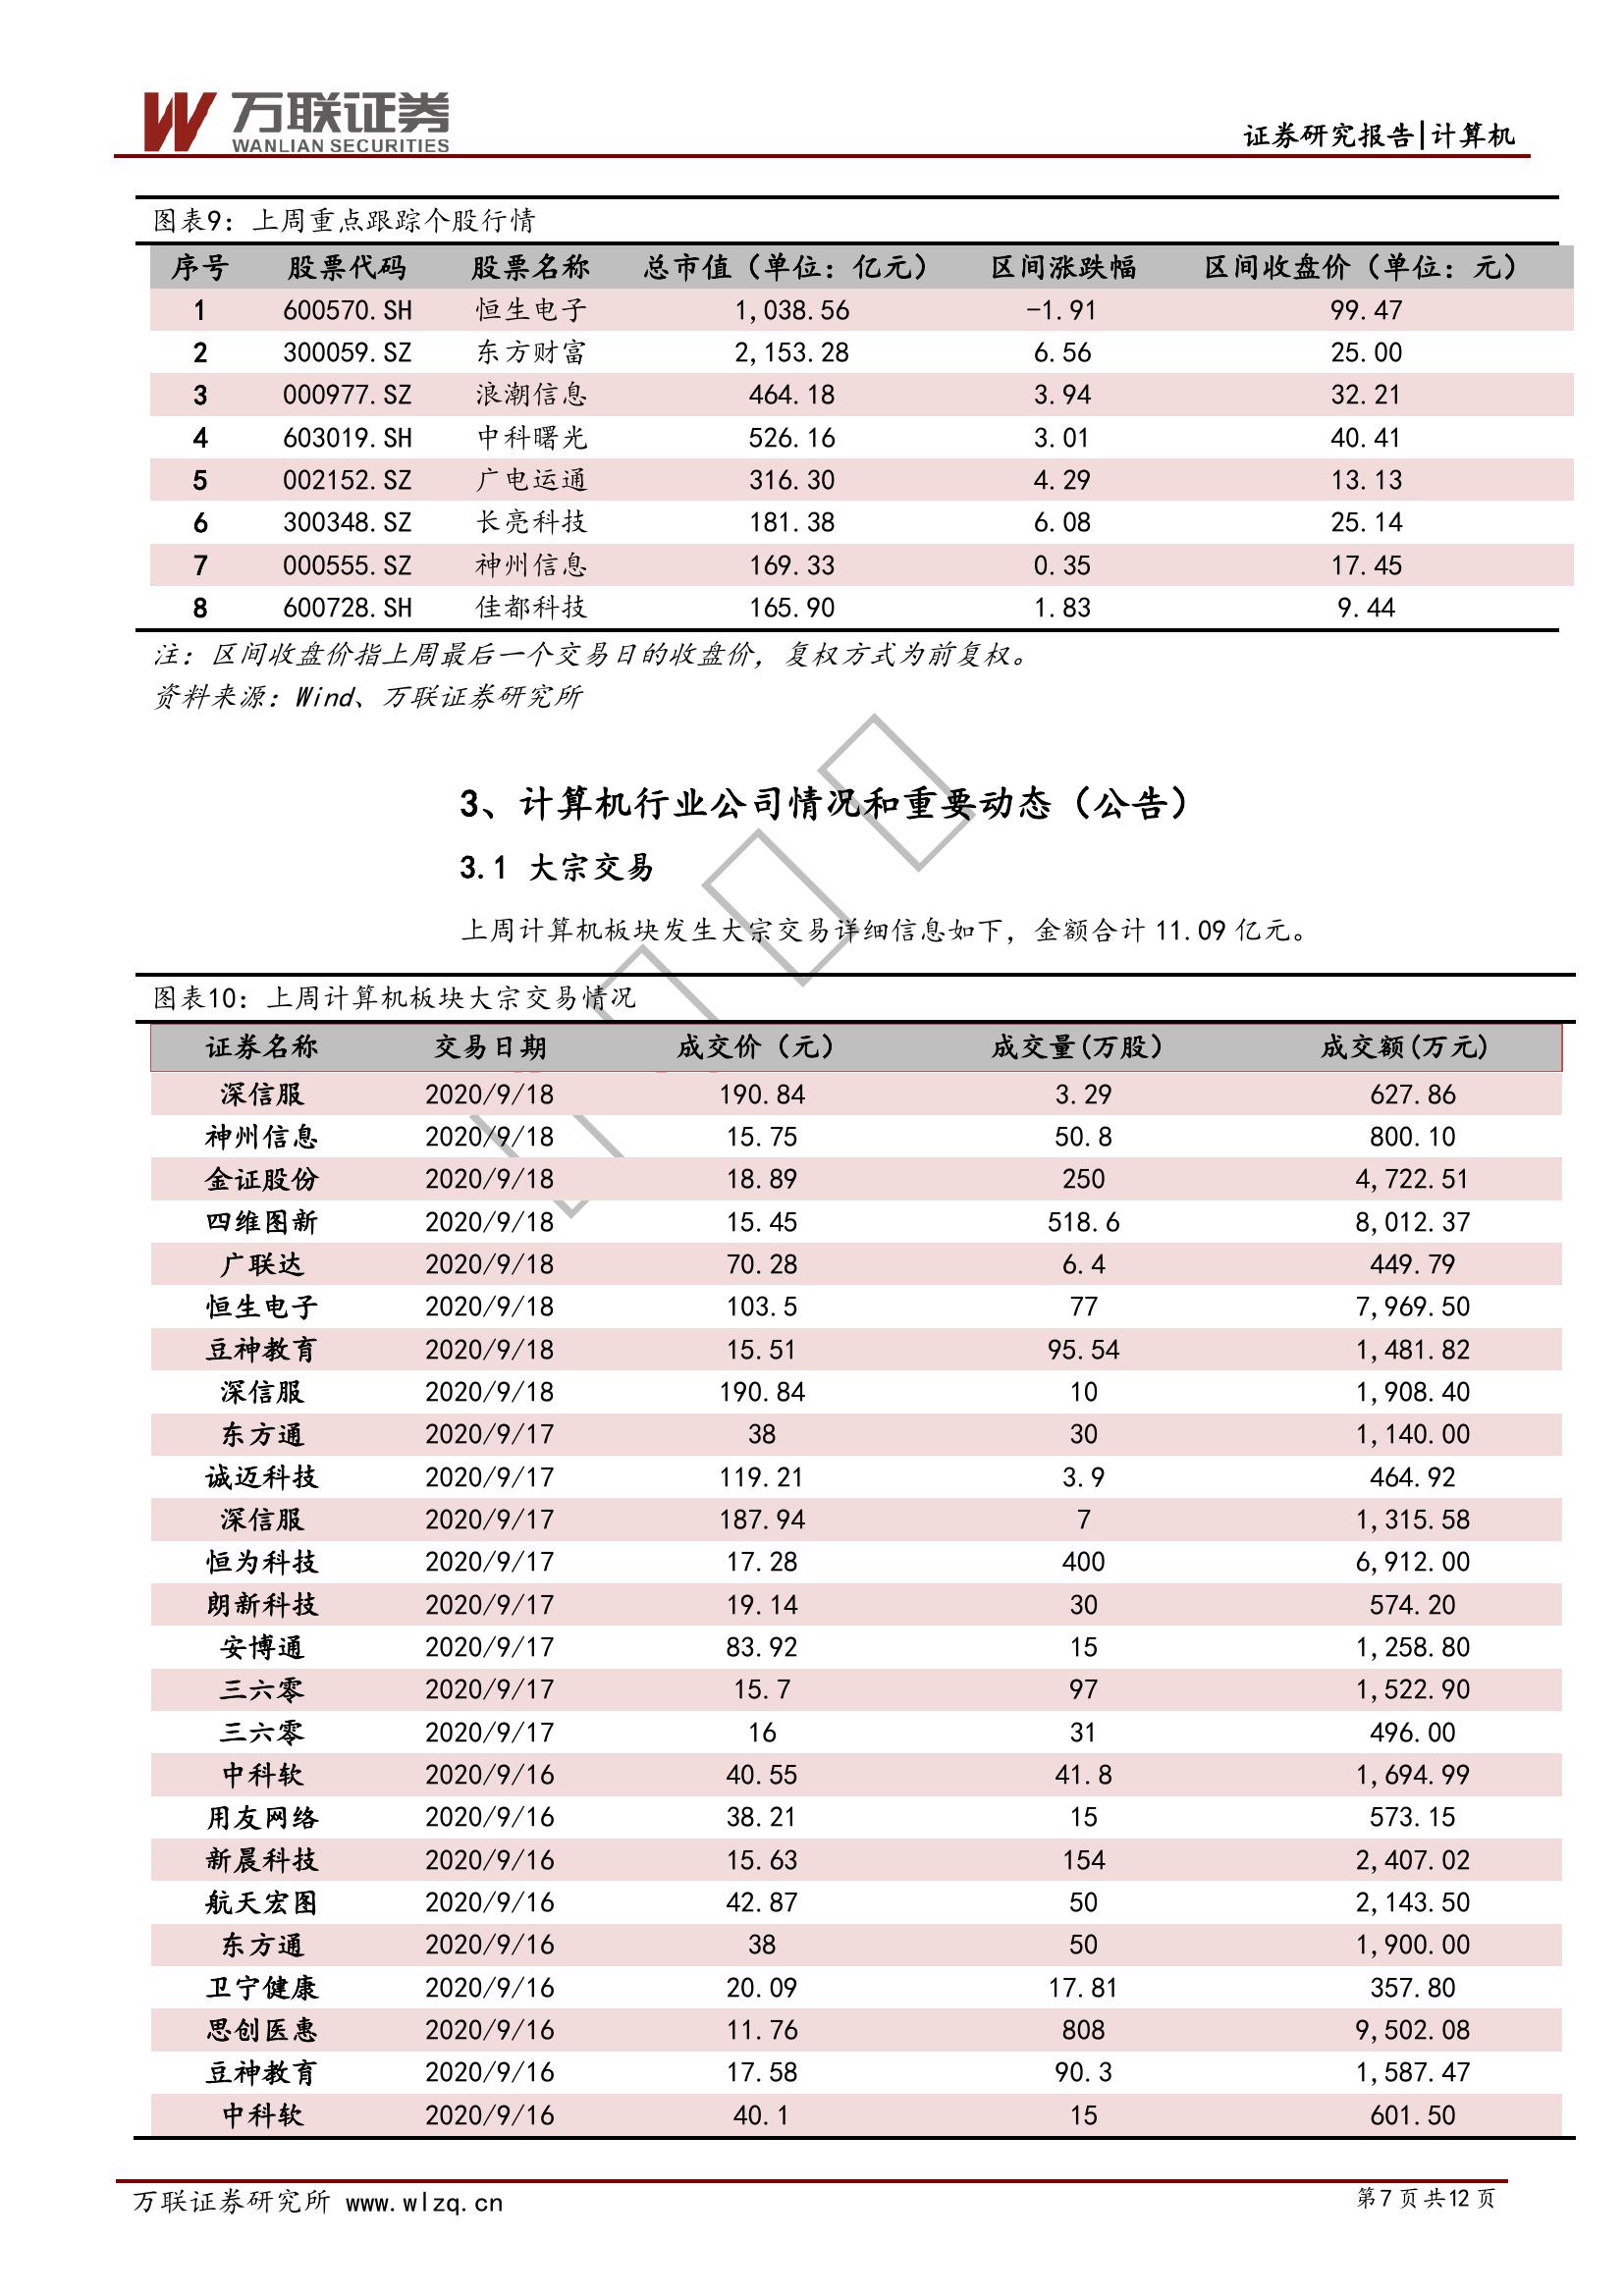 万联证券
WANLIAN SECURITIES
证券研究报告|计算机
图表9：上周重点跟踪个股行情
序号 股票代码 股票名称 总市值（单位：亿元） 区间涨跌幅 区间收盘价（单位：元）
1 600570.SH 恒生电子 1,038.56 -1.91 99.47
2 300059.SZ 东方财富 2,153.28 6.56 25.00
3 000977.SZ 浪潮信息 464.18 3.94 32.21
4 603019.SH 中科曙光 526.16 3.01 40.41
5 002152.SZ 广电运通 316.30 4.29 13.13
6 300348.SZ 长亮科技 181.38 6.08 25.14
7 000555.SZ 神州信息 169.33 0.35 17.45
8 600728.SH 佳都科技 165.90 1.83 9.44
注：区间收盘价指上周最后一个交易日的收盘价，复权方式为前复权。
资料来源：Wind、万联证券研究所
3、计算机行业公司情况和重要动态（公告）
3.1 大宗交易
上周计算机板块发生大宗交易详细信息如下，金额合计 11.09 亿元。
图表10：上周计算机板块大宗交易情况
证券名称 交易日期 成交价（元） 成交量(万股） 成交额(万元)
深信服 2020/9/18 190.84 3.29 627.86
神州信息 2020/9/18 15.75 50.8 800.10
金证股份 2020/9/18 18.89 250 4,722.51
四维图新 2020/9/18 15.45 518.6 8,012.37
广联达 2020/9/18 70.28 6.4 449.79
恒生电子 2020/9/18 103.5 77 7,969.50
豆神教育 2020/9/18 15.51 95.54 1,481.82
深信服 2020/9/18 190.84 10 1,908.40
东方通 2020/9/17 38 30 1,140.00
诚迈科技 2020/9/17 119.21 3.9 464.92
深信服 2020/9/17 187.94 7 1,315.58
恒为科技 2020/9/17 17.28 400 6,912.00
朗新科技 2020/9/17 19.14 30 574.20
安博通 2020/9/17 83.92 15 1,258.80
三六零 2020/9/17 15.7 97 1,522.90
三六零 2020/9/17 16 31 496.00
中科软 2020/9/16 40.55 41.8 1,694.99
用友网络 2020/9/16 38.21 15 573.15
新晨科技 2020/9/16 15.63 154 2,407.02
航天宏图 2020/9/16 42.87 50 2,143.50
东方通 2020/9/16 38 50 1,900.00
卫宁健康 2020/9/16 20.09 17.81 357.80
思创医惠 2020/9/16 11.76 808 9,502.08
豆神教育 2020/9/16 17.58 90.3 1,587.47
中科软 2020/9/16 40.1 15 601.50
万联证券研究所 www.wlzq.cn
第 7 页 共 12 页